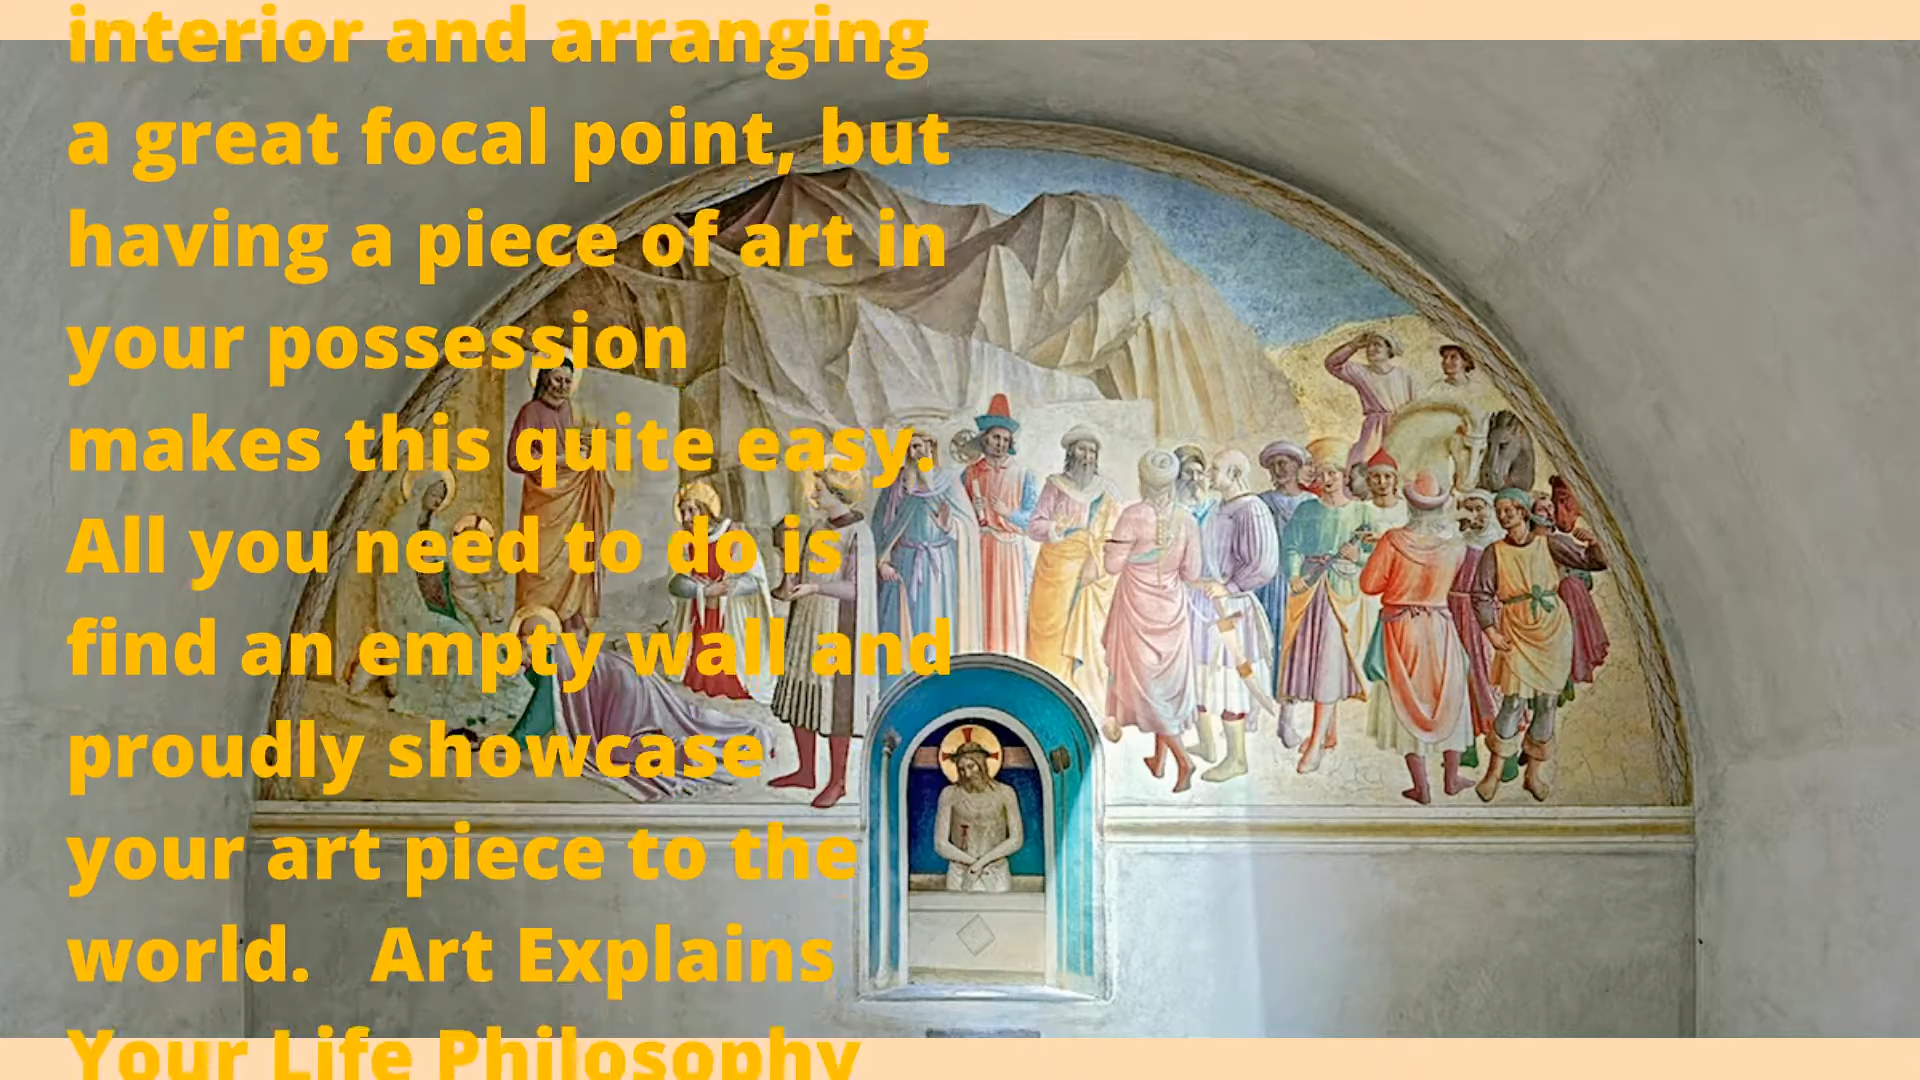 interior and arranging
a great focal point, but
having a piece of art in
your possession
makes this quite easy.
All you need to do is
find an empty wall and
proudly showcase
your art piece to the
world.   Art Explains
Your Life Philosophy